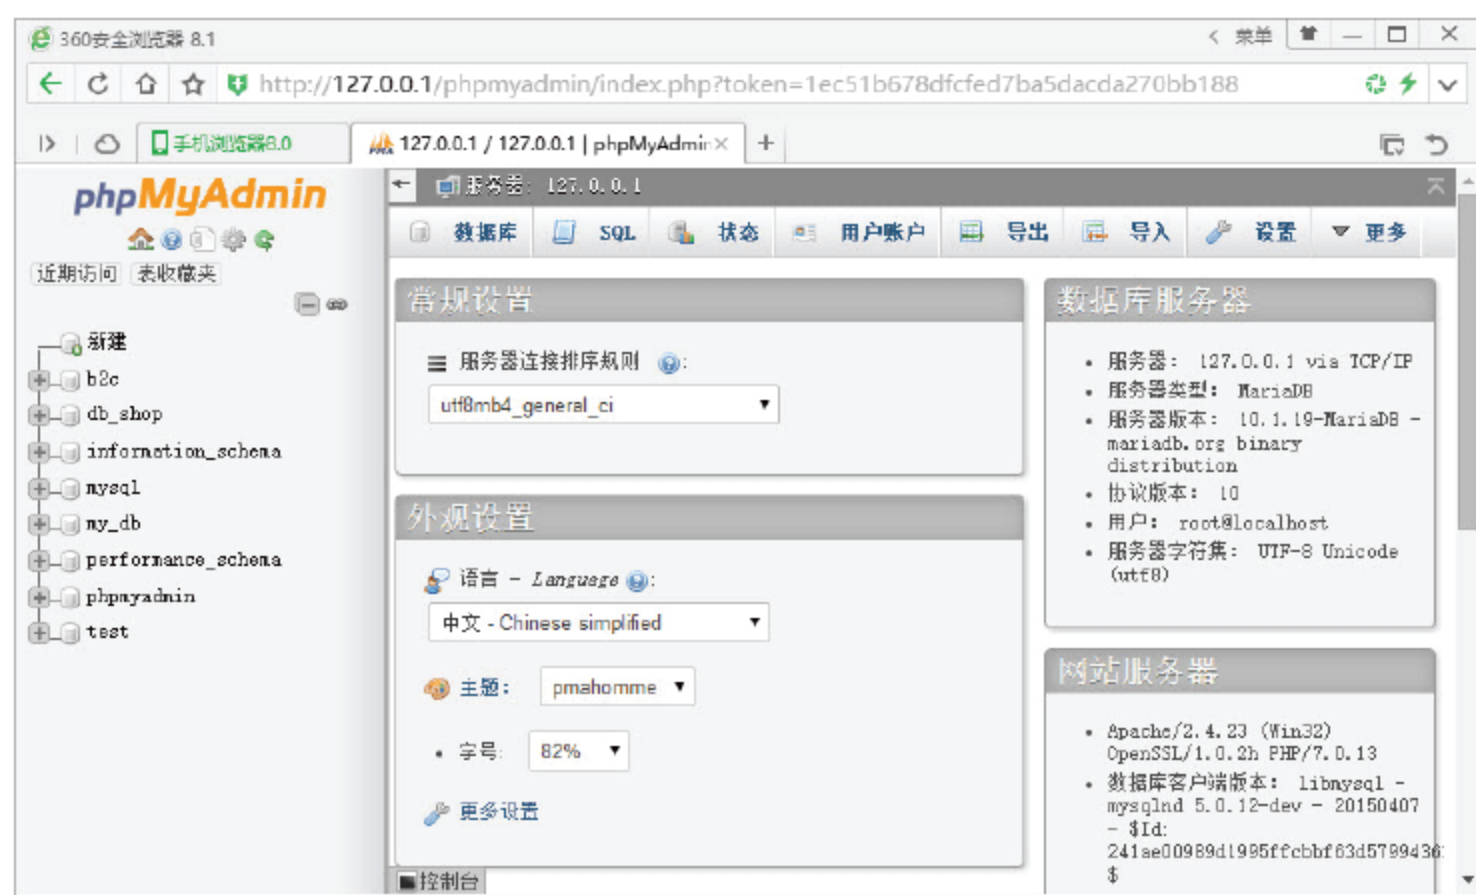 360安全浏览器 8.1
菜单
http://127.0.0.1/phpmyadmin/index.php?token=1ec51b678dfcfed7ba5dacda270bb188
手机浏览器8.0
127.0.0.1 / 127.0.0.1 | phpMyAdmin
phpMyAdmin
近期访问 表收藏夹
新建
b2c
db_shop
information_schema
mysql
my_db
performance_schema
phpmyadmin
test
服务器: 127.0.0.1
数据库 SQL 状态 用户账户 导出 导入 设置 更多
常规设置
服务器连接排序规则 :
utf8mb4_general_ci
外观设置
语言 - Language :
中文 - Chinese simplified
主题: pmahomme
字号: 82%
更多设置
控制台
数据库服务器
服务器: 127.0.0.1 via TCP/IP
服务器类型: MariaDB
服务器版本: 10.1.19-MariaDB -
mariadb.org binary
distribution
协议版本: 10
用户: root@localhost
服务器字符集: UTF-8 Unicode
(utf8)
网站服务器
Apache/2.4.23 (Win32)
OpenSSL/1.0.2h PHP/7.0.13
数据库客户端版本: libmysql -
mysqlnd 5.0.12-dev - 20150407
- $Id:
241ae00989d1995ffcbbf63d5799436
$